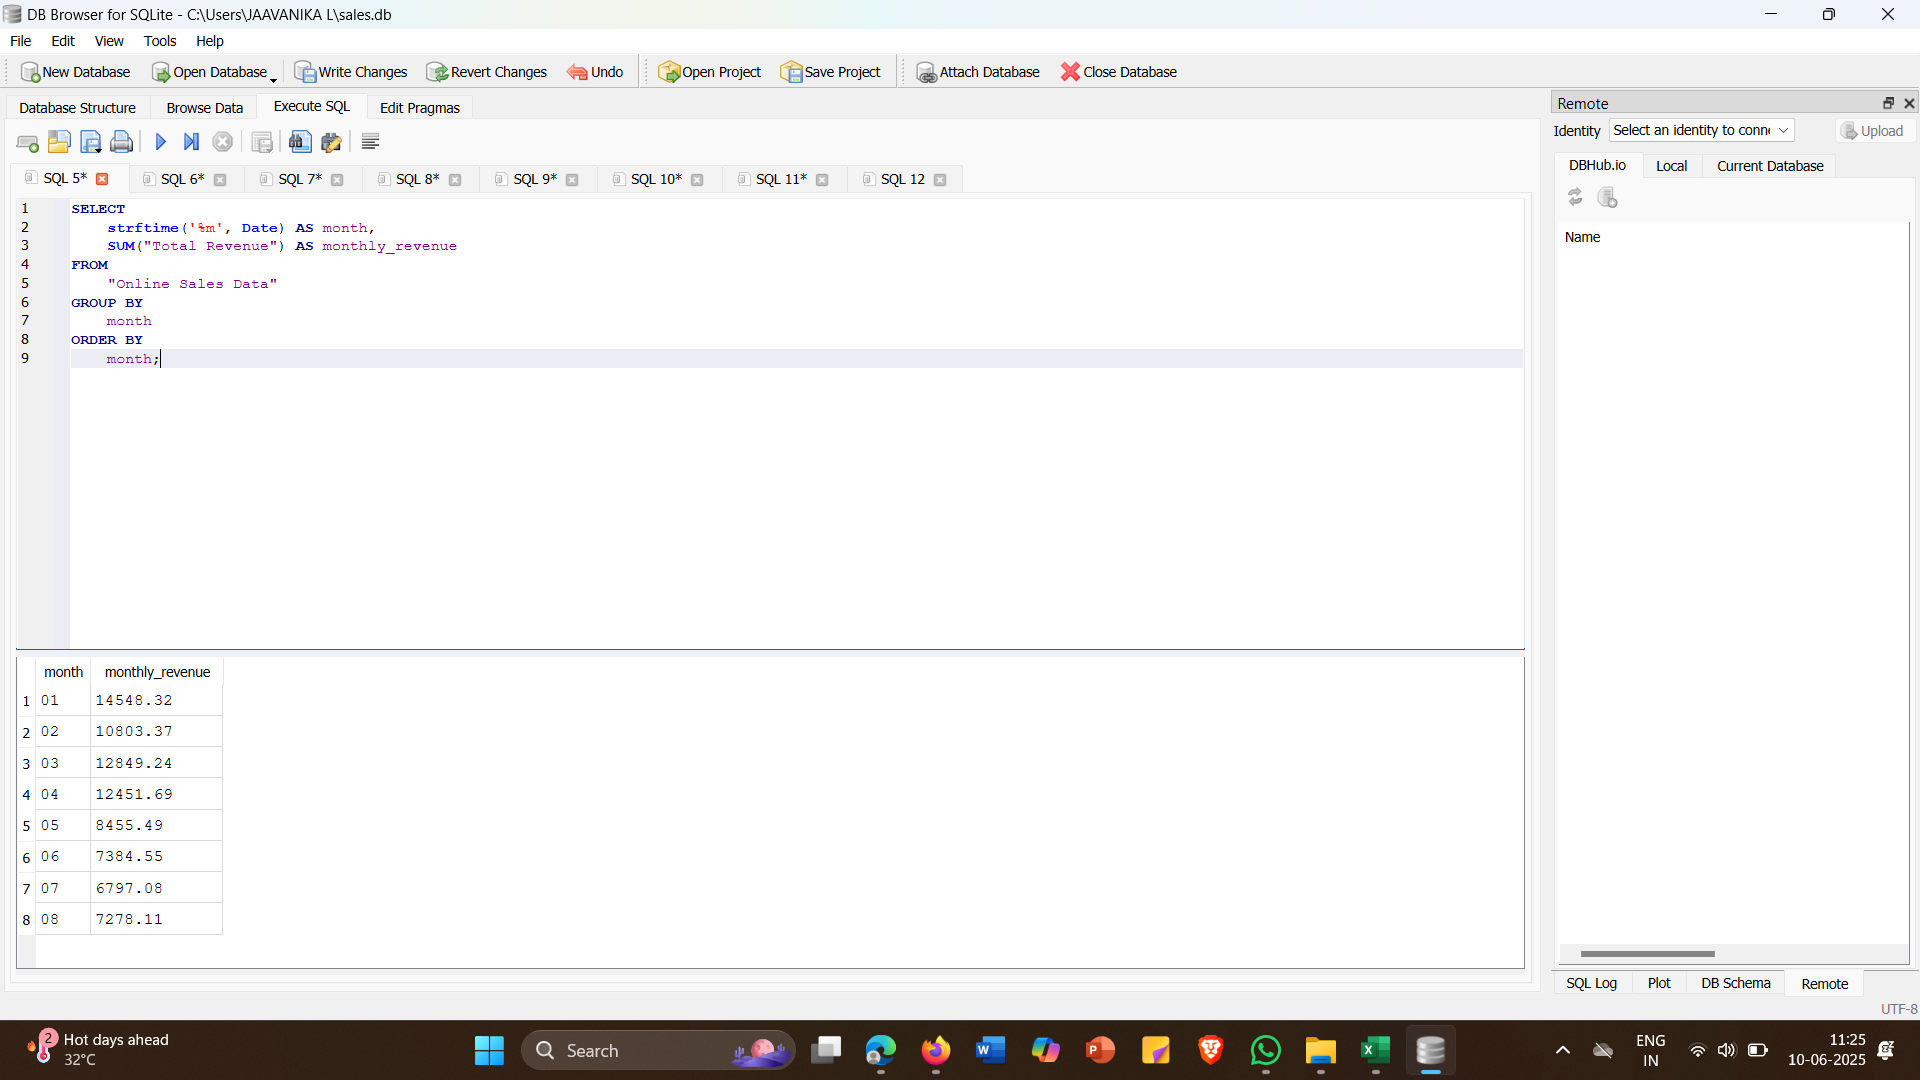 DB Browser for SQLite - C:\Users\JAAVANIKA L\sales.db
File Edit View Tools Help
New Database Open Database Write Changes Revert Changes Undo Open Project Save Project Attach Database Close Database
Database Structure Browse Data Execute SQL Edit Pragmas
SQL 5* SQL 6* SQL 7* SQL 8* SQL 9* SQL 10* SQL 11* SQL 12
1 SELECT
2 strftime('%m', Date) AS month,
3 SUM("Total Revenue") AS monthly_revenue
4 FROM
5 "Online Sales Data"
6 GROUP BY
7 month
8 ORDER BY
9 month;
month monthly_revenue
1 01 14548.32
2 02 10803.37
3 03 12849.24
4 04 12451.69
5 05 8455.49
6 06 7384.55
7 07 6797.08
8 08 7278.11
Remote
Identity Select an identity to conne Upload
DBHub.io Local Current Database
Name
SQL Log Plot DB Schema Remote
UTF-8
2 Hot days ahead
32°C
Search
ENG
IN
11:25
10-06-2025